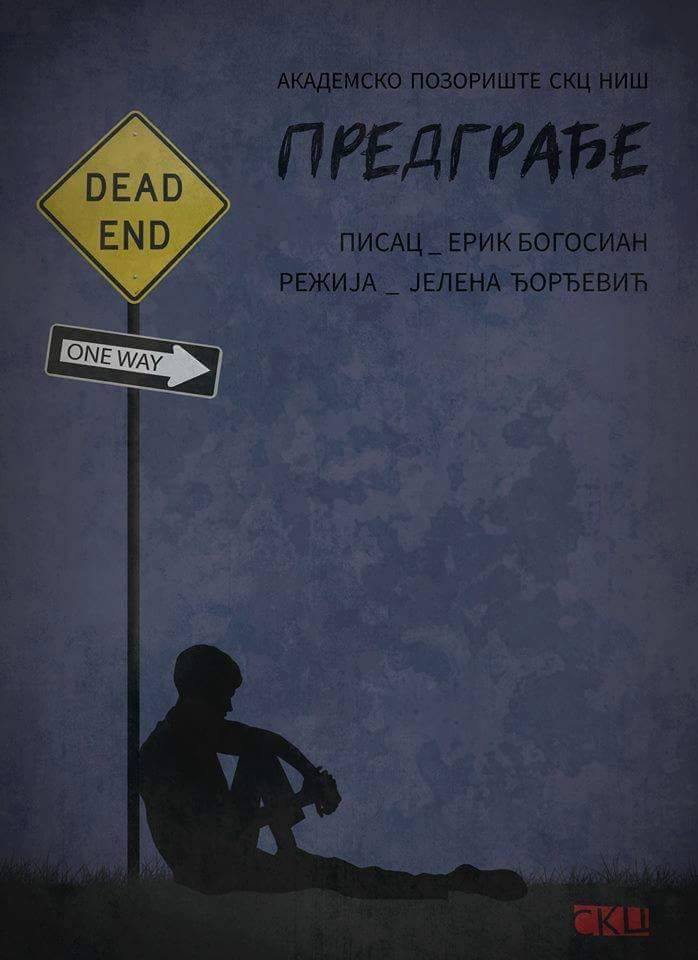 АКАДЕМСКО ПОЗОРИШТЕ СКЦ НИШ
ПРЕДГРАЂЕ
DEAD
END
ПИСАЦ _ ЕРИК БОГОСИАН
РЕЖИЈА _ ЈЕЛЕНА ЂОРЂЕВИЋ
ONE WAY
СКЦ